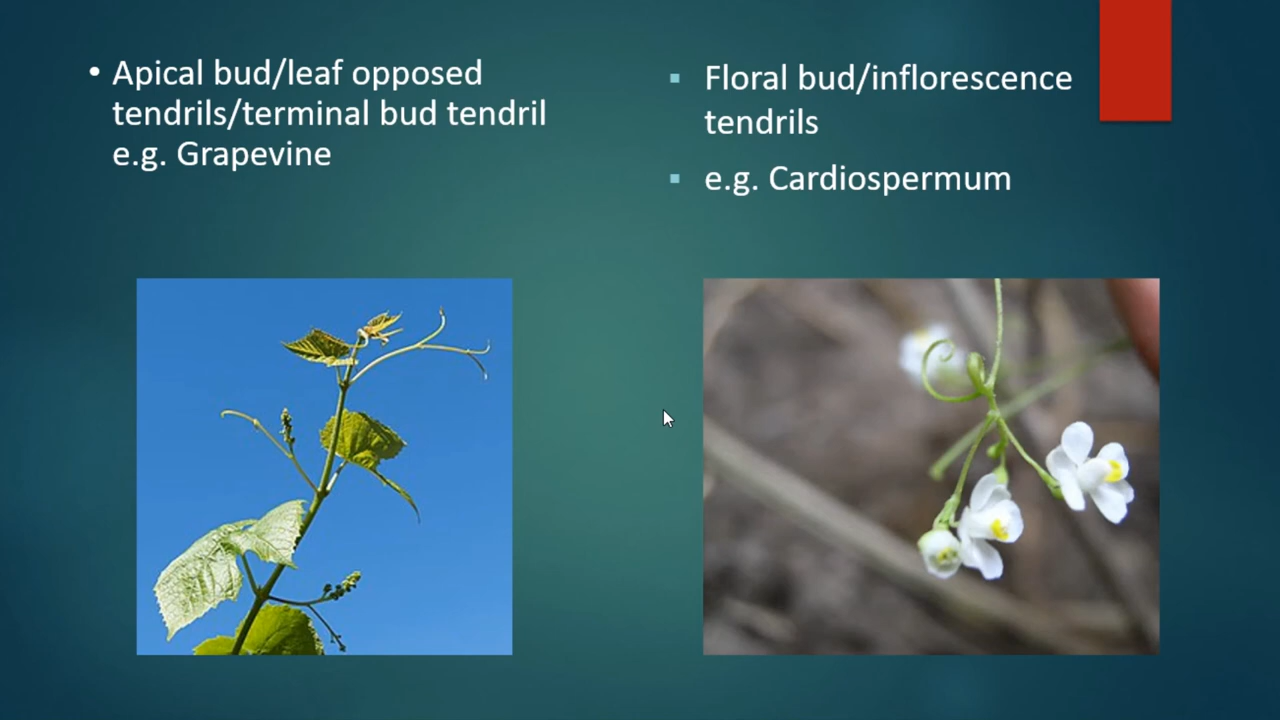 Apical bud/leaf opposed
tendrils/terminal bud tendril
e.g. Grapevine
Floral bud/inflorescence
tendrils
e.g. Cardiospermum